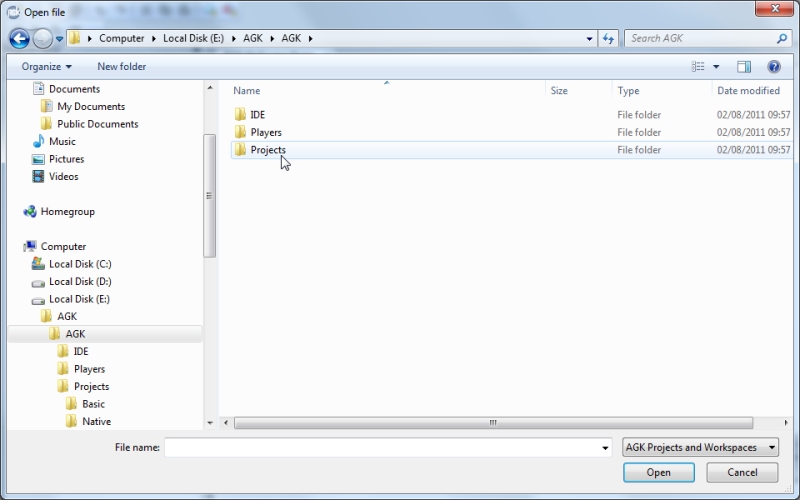 Open file
Computer Local Disk (E:) AGK AGK
Search AGK
Organize New folder
Name Size Type Date modified
IDE File folder 02/08/2011 09:57
Players File folder 02/08/2011 09:57
Projects File folder 02/08/2011 09:57
Documents
My Documents
Public Documents
Music
Pictures
Videos
Homegroup
Computer
Local Disk (C:)
Local Disk (D:)
Local Disk (E:)
AGK
AGK
IDE
Players
Projects
Basic
Native
File name:
AGK Projects and Workspaces
Open Cancel